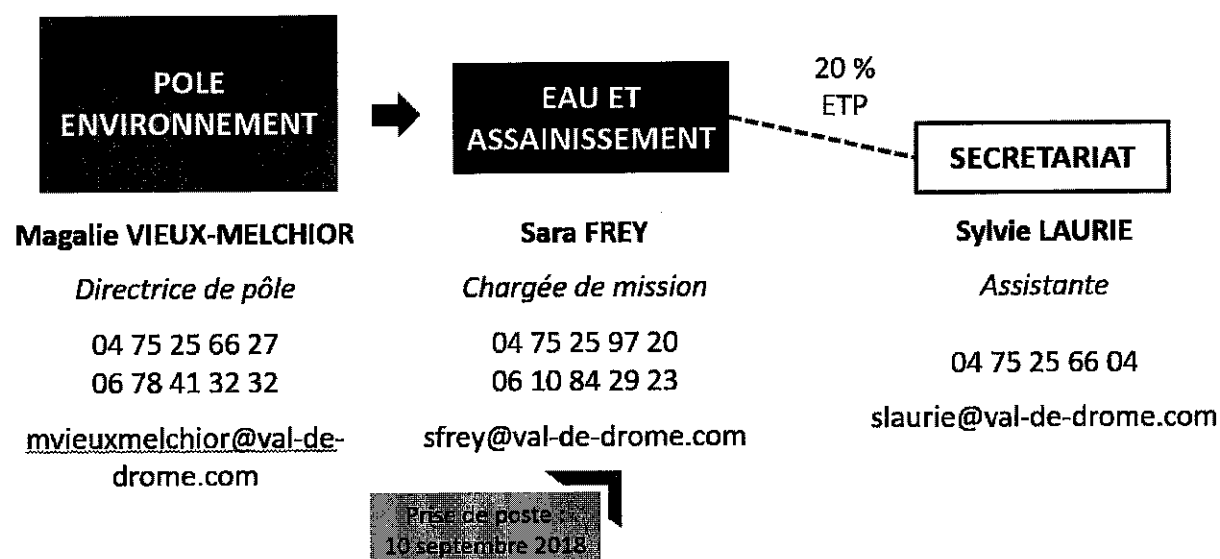 POLE
ENVIRONNEMENT
EAU ET
ASSAINISSEMENT
20 %
ETP
SECRETARIAT
Magalie VIEUX-MELCHIOR
Directrice de pôle
04 75 25 66 27
06 78 41 32 32
mvieuxmelchior@val-de-
drome.com
Sara FREY
Chargée de mission
04 75 25 97 20
06 10 84 29 23
sfrey@val-de-drome.com
Prise de poste :
10 septembre 2018
Sylvie LAURIE
Assistante
04 75 25 66 04
slaurie@val-de-drome.com